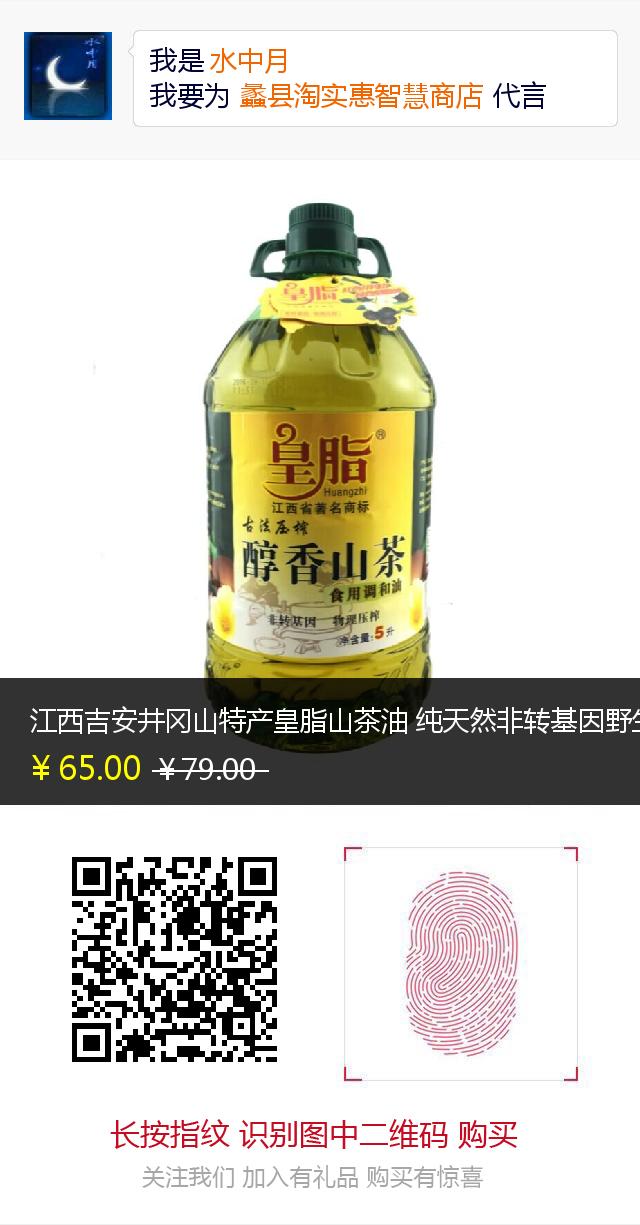 水中月
我是 水中月
我要为 蠡县淘实惠智慧商店 代言
皇脂
皇脂®
Huangzhi
江西省著名商标
古法压榨
醇香山茶
食用调和油
非转基因 物理压榨
净含量:5升
江西吉安井冈山特产皇脂山茶油 纯天然非转基因野生
¥ 65.00 ¥ 79.00
长按指纹 识别图中二维码 购买
关注我们 加入有礼品 购买有惊喜